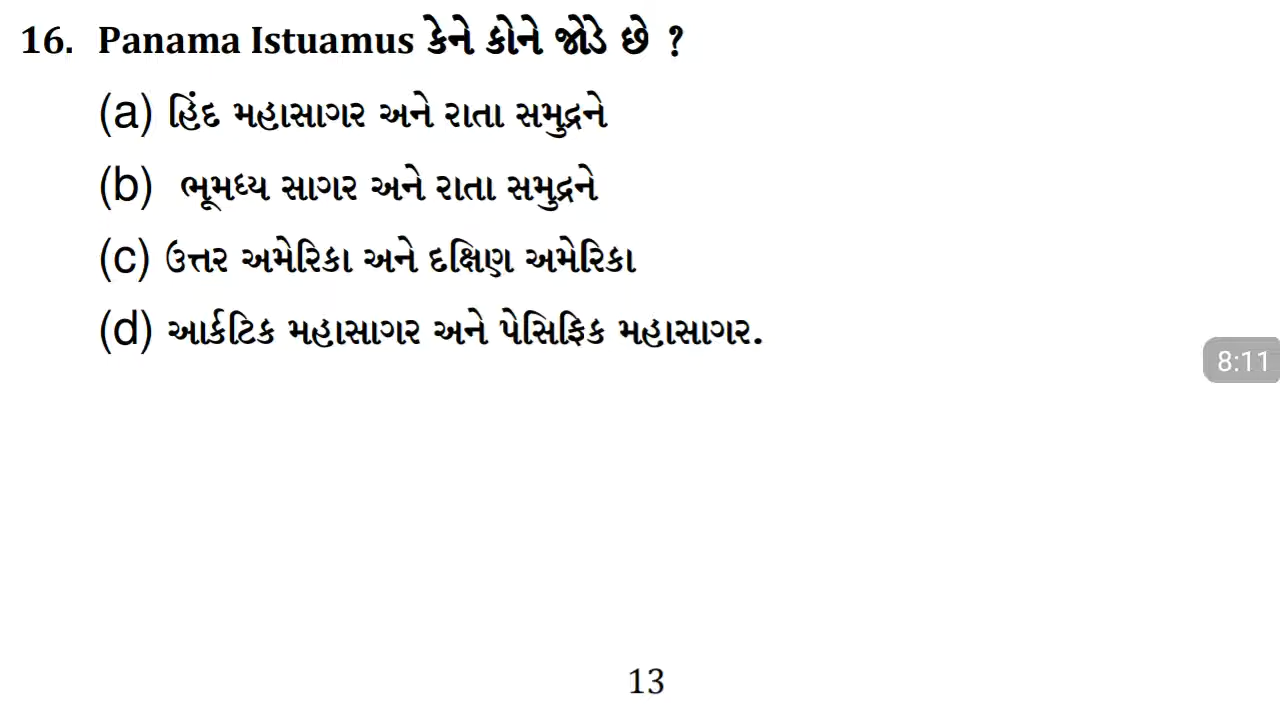 16. Panama Istuamus કેને કોને જોડે છે ?
(a) હિંદ મહાસાગર અને રાતા સમુદ્રને
(b) ભૂમધ્ય સાગર અને રાતા સમુદ્રને
(c) ઉત્તર અમેરિકા અને દક્ષિણ અમેરિકા
(d) આર્કટિક મહાસાગર અને પેસિફિક મહાસાગર.
8:11
13